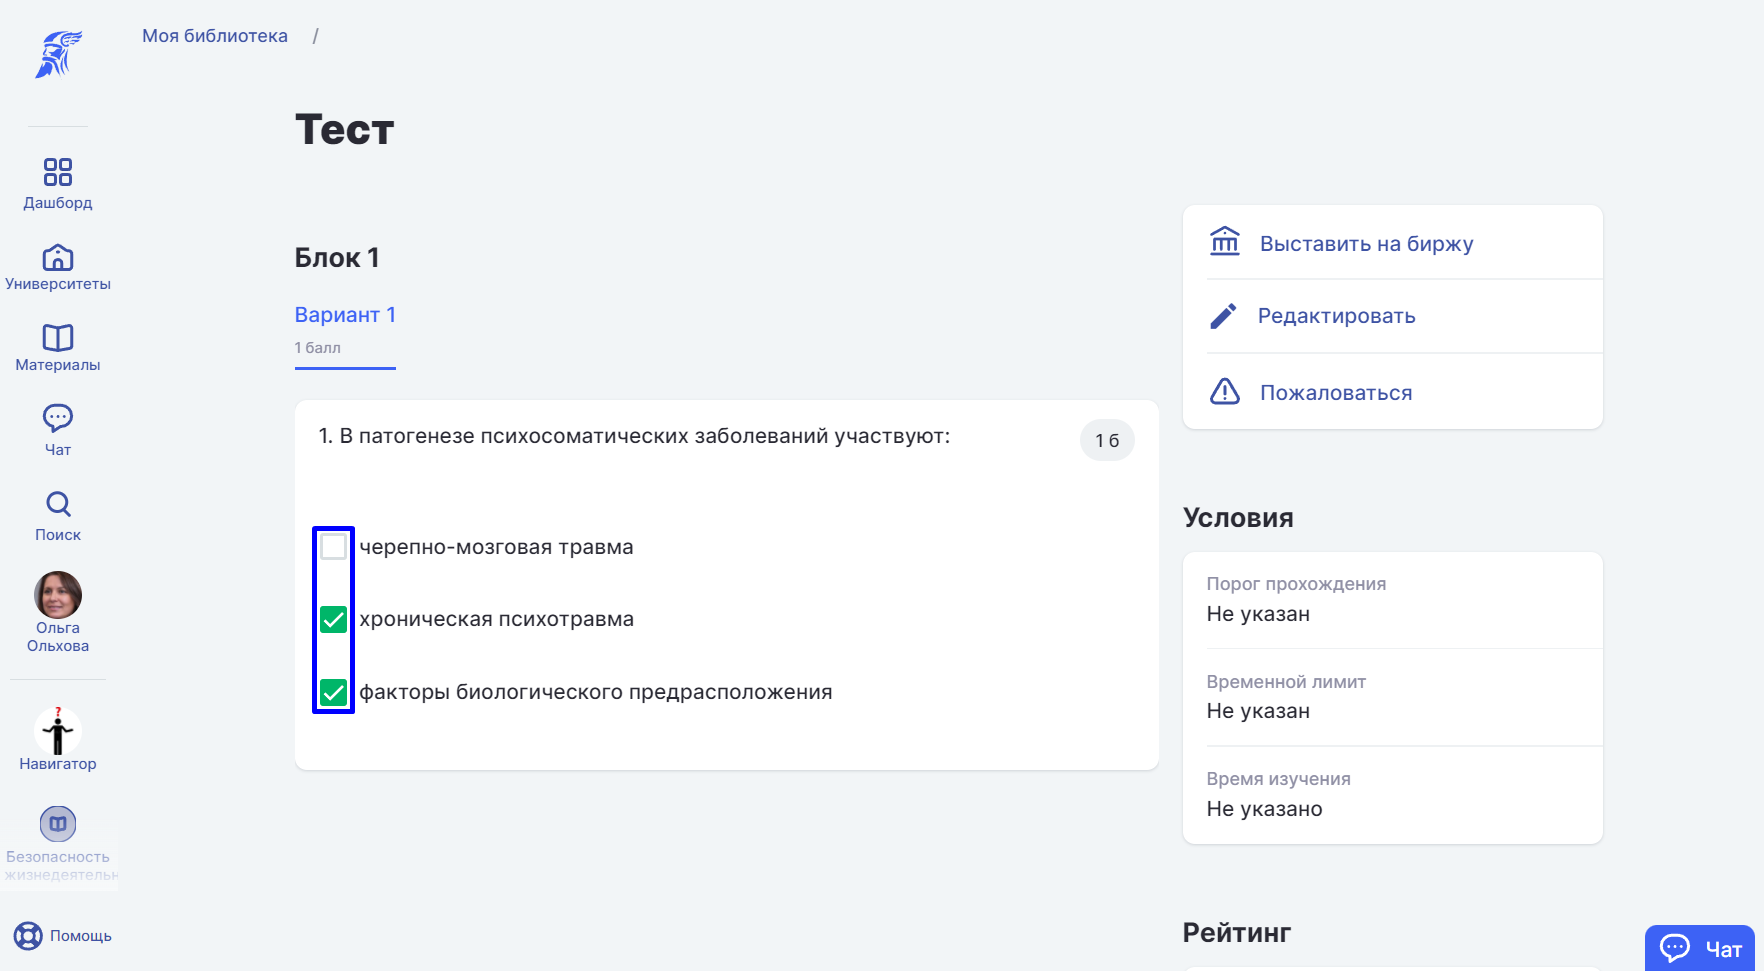 Моя библиотека /
Тест
Дашборд
Университеты
Материалы
Чат
Поиск
Ольга
Ольхова
?
Навигатор
Безопасность
жизнедеятельн
Помощь
Блок 1
Вариант 1
1 балл
1. В патогенезе психосоматических заболеваний участвуют:
1 б
черепно-мозговая травма
хроническая психотравма
факторы биологического предрасположения
Выставить на биржу
Редактировать
Пожаловаться
Условия
Порог прохождения
Не указан
Временной лимит
Не указан
Время изучения
Не указано
Рейтинг
Чат